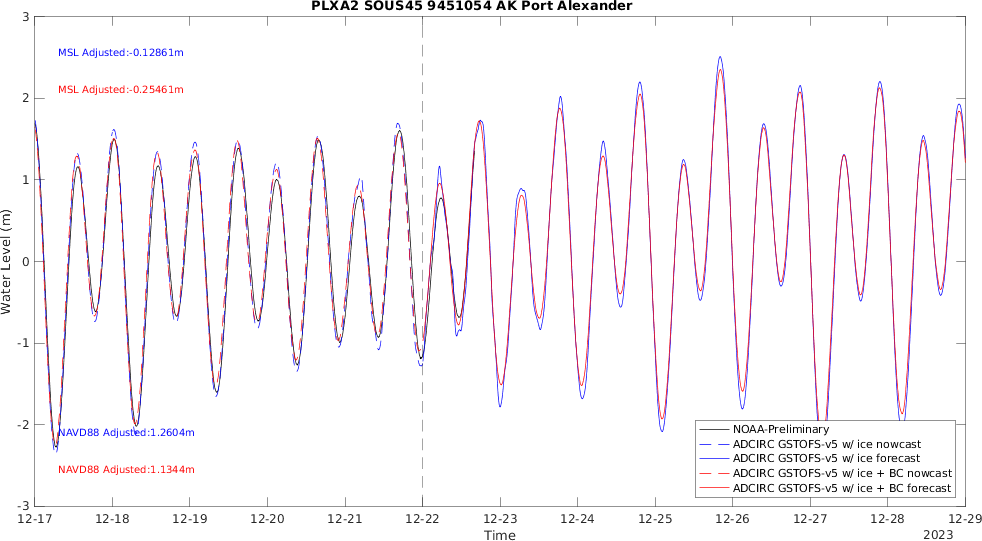 PLXA2 SOUS45 9451054 AK Port Alexander
3
MSL Adjusted:-0.12861m
MSL Adjusted:-0.25461m
2
1
0
-1
-2
-3
Water Level (m)
NAVD88 Adjusted:1.2604m
NAVD88 Adjusted:1.1344m
NOAA-Preliminary
ADCIRC GSTOFS-v5 w/ ice nowcast
ADCIRC GSTOFS-v5 w/ ice forecast
ADCIRC GSTOFS-v5 w/ ice + BC nowcast
ADCIRC GSTOFS-v5 w/ ice + BC forecast
12-17 12-18 12-19 12-20 12-21 12-22 12-23 12-24 12-25 12-26 12-27 12-28 12-29
Time
2023